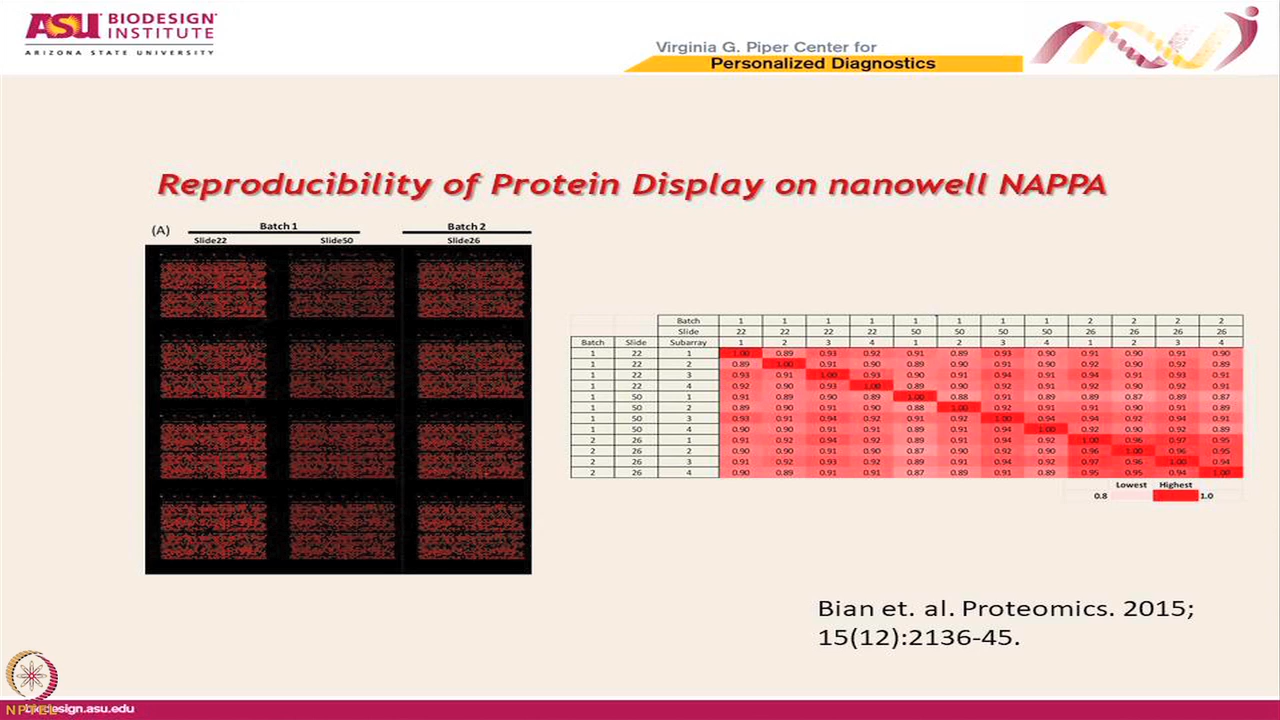 ASU BIODESIGN INSTITUTE
ARIZONA STATE UNIVERSITY
Virginia G. Piper Center for
Personalized Diagnostics
Reproducibility of Protein Display on nanowell NAPPA
(A) Batch 1 Batch 2
Slide22 Slide50 Slide26
Batch 1 1 1 1 1 1 1 1 2 2 2 2
Slide 22 22 22 22 50 50 50 50 26 26 26 26
Batch Slide Subarray 1 2 3 4 1 2 3 4 1 2 3 4
1 22 1 1.00 0.89 0.93 0.92 0.91 0.89 0.93 0.90 0.91 0.90 0.91 0.90
1 22 2 0.89 1.00 0.91 0.90 0.89 0.90 0.91 0.90 0.92 0.90 0.92 0.89
1 22 3 0.93 0.91 1.00 0.93 0.90 0.91 0.94 0.91 0.94 0.91 0.93 0.91
1 22 4 0.92 0.90 0.93 1.00 0.89 0.90 0.92 0.91 0.92 0.90 0.92 0.91
1 50 1 0.91 0.89 0.90 0.89 1.00 0.88 0.91 0.89 0.89 0.87 0.89 0.87
1 50 2 0.89 0.90 0.91 0.90 0.88 1.00 0.92 0.91 0.91 0.90 0.91 0.89
1 50 3 0.93 0.91 0.94 0.92 0.91 0.92 1.00 0.94 0.94 0.92 0.94 0.91
1 50 4 0.90 0.90 0.91 0.91 0.89 0.91 0.94 1.00 0.92 0.90 0.92 0.89
2 26 1 0.91 0.92 0.94 0.92 0.89 0.91 0.94 0.92 1.00 0.96 0.97 0.95
2 26 2 0.90 0.90 0.91 0.90 0.87 0.90 0.92 0.90 0.96 1.00 0.96 0.95
2 26 3 0.91 0.92 0.93 0.92 0.89 0.91 0.94 0.92 0.97 0.96 1.00 0.94
2 26 4 0.90 0.89 0.91 0.91 0.87 0.89 0.91 0.89 0.95 0.95 0.94 1.00
Lowest Highest
0.8 1.0
Bian et. al. Proteomics. 2015;
15(12):2136-45.
NPTEL
design.asu.edu